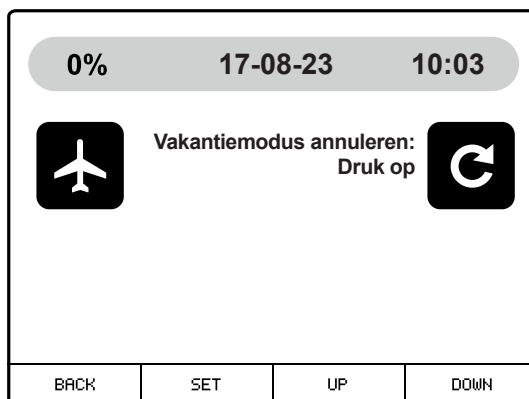 0% 17-08-23 10:03
Vakantiemodus annuleren:
Druk op
BACK SET UP DOWN